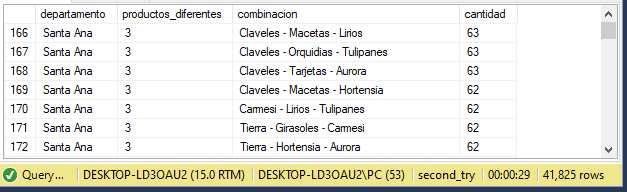 departamento productos_diferentes combinacion cantidad
166 Santa Ana 3 Claveles - Macetas - Lirios 63
167 Santa Ana 3 Claveles - Orquidias - Tulipanes 63
168 Santa Ana 3 Claveles - Tarjetas - Aurora 63
169 Santa Ana 3 Claveles - Macetas - Hortensia 62
170 Santa Ana 3 Carmesi - Lirios - Tulipanes 62
171 Santa Ana 3 Tierra - Girasoles - Carmesi 62
172 Santa Ana 3 Tierra - Hortensia - Aurora 62
Query... DESKTOP-LD3OAU2 (15.0 RTM) DESKTOP-LD3OAU2\PC (53) second_try 00:00:29 41,825 rows